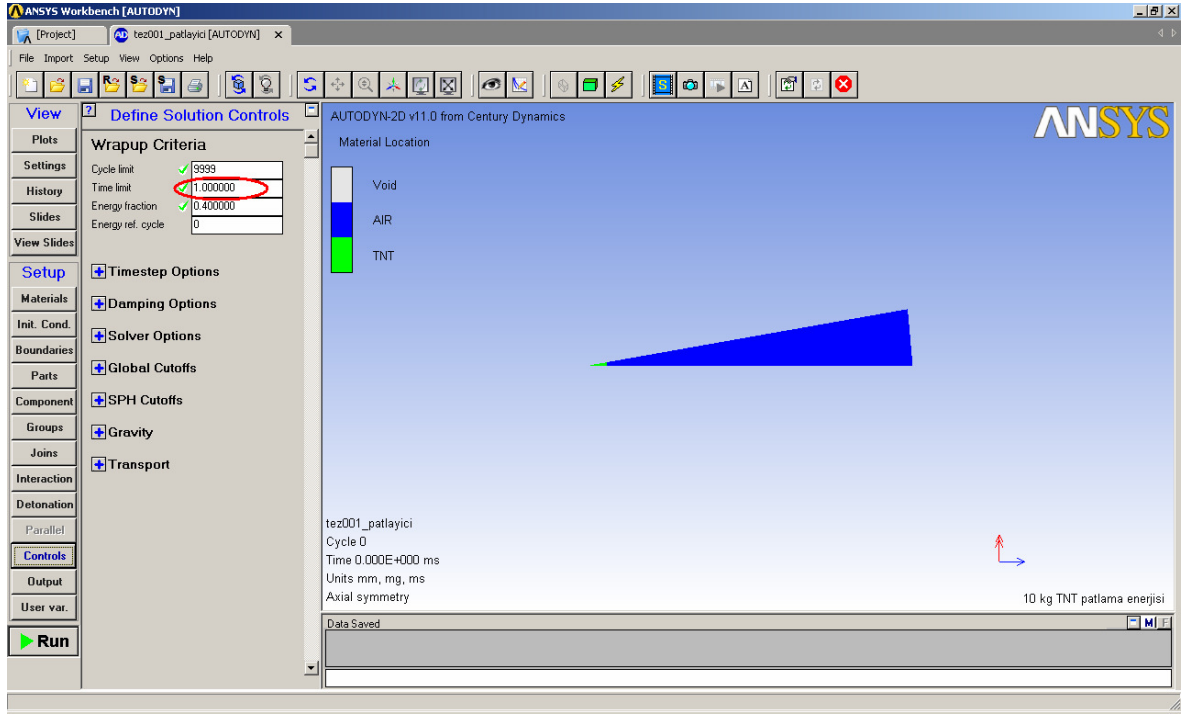 ANSYS Workbench [AUTODYN]
[Project]
AD tez001_patlayici [AUTODYN]
File Import Setup View Options Help
View
Plots
Settings
History
Slides
View Slides
Setup
Materials
Init. Cond.
Boundaries
Parts
Component
Groups
Joins
Interaction
Detonation
Parallel
Controls
Output
User var.
Run
? Define Solution Controls
Wrapup Criteria
Cycle limit 9999
Time limit 1.000000
Energy fraction 0.400000
Energy ref. cycle 0
Timestep Options
Damping Options
Solver Options
Global Cutoffs
SPH Cutoffs
Gravity
Transport
AUTODYN-2D v11.0 from Century Dynamics
ANSYS
Material Location
Void
AIR
TNT
tez001_patlayici
Cycle 0
Time 0.000E+000 ms
Units mm, mg, ms
Axial symmetry
10 kg TNT patlama enerjisi
Data Saved
M F